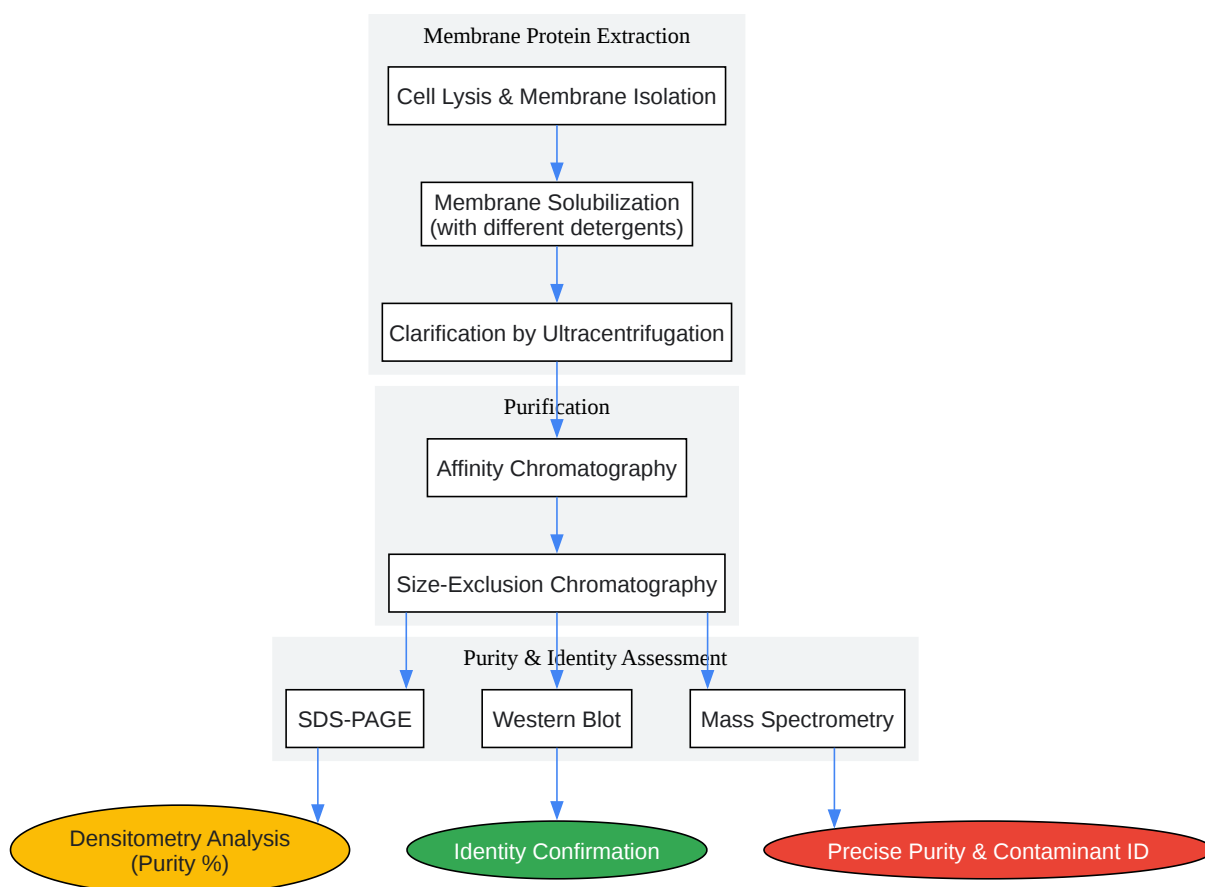 Membrane Protein Extraction
Cell Lysis & Membrane Isolation
Membrane Solubilization
(with different detergents)
Clarification by Ultracentrifugation
Purification
Affinity Chromatography
Size-Exclusion Chromatography
Purity & Identity Assessment
SDS-PAGE
Western Blot
Mass Spectrometry
Densitometry Analysis
(Purity %)
Identity Confirmation
Precise Purity & Contaminant ID